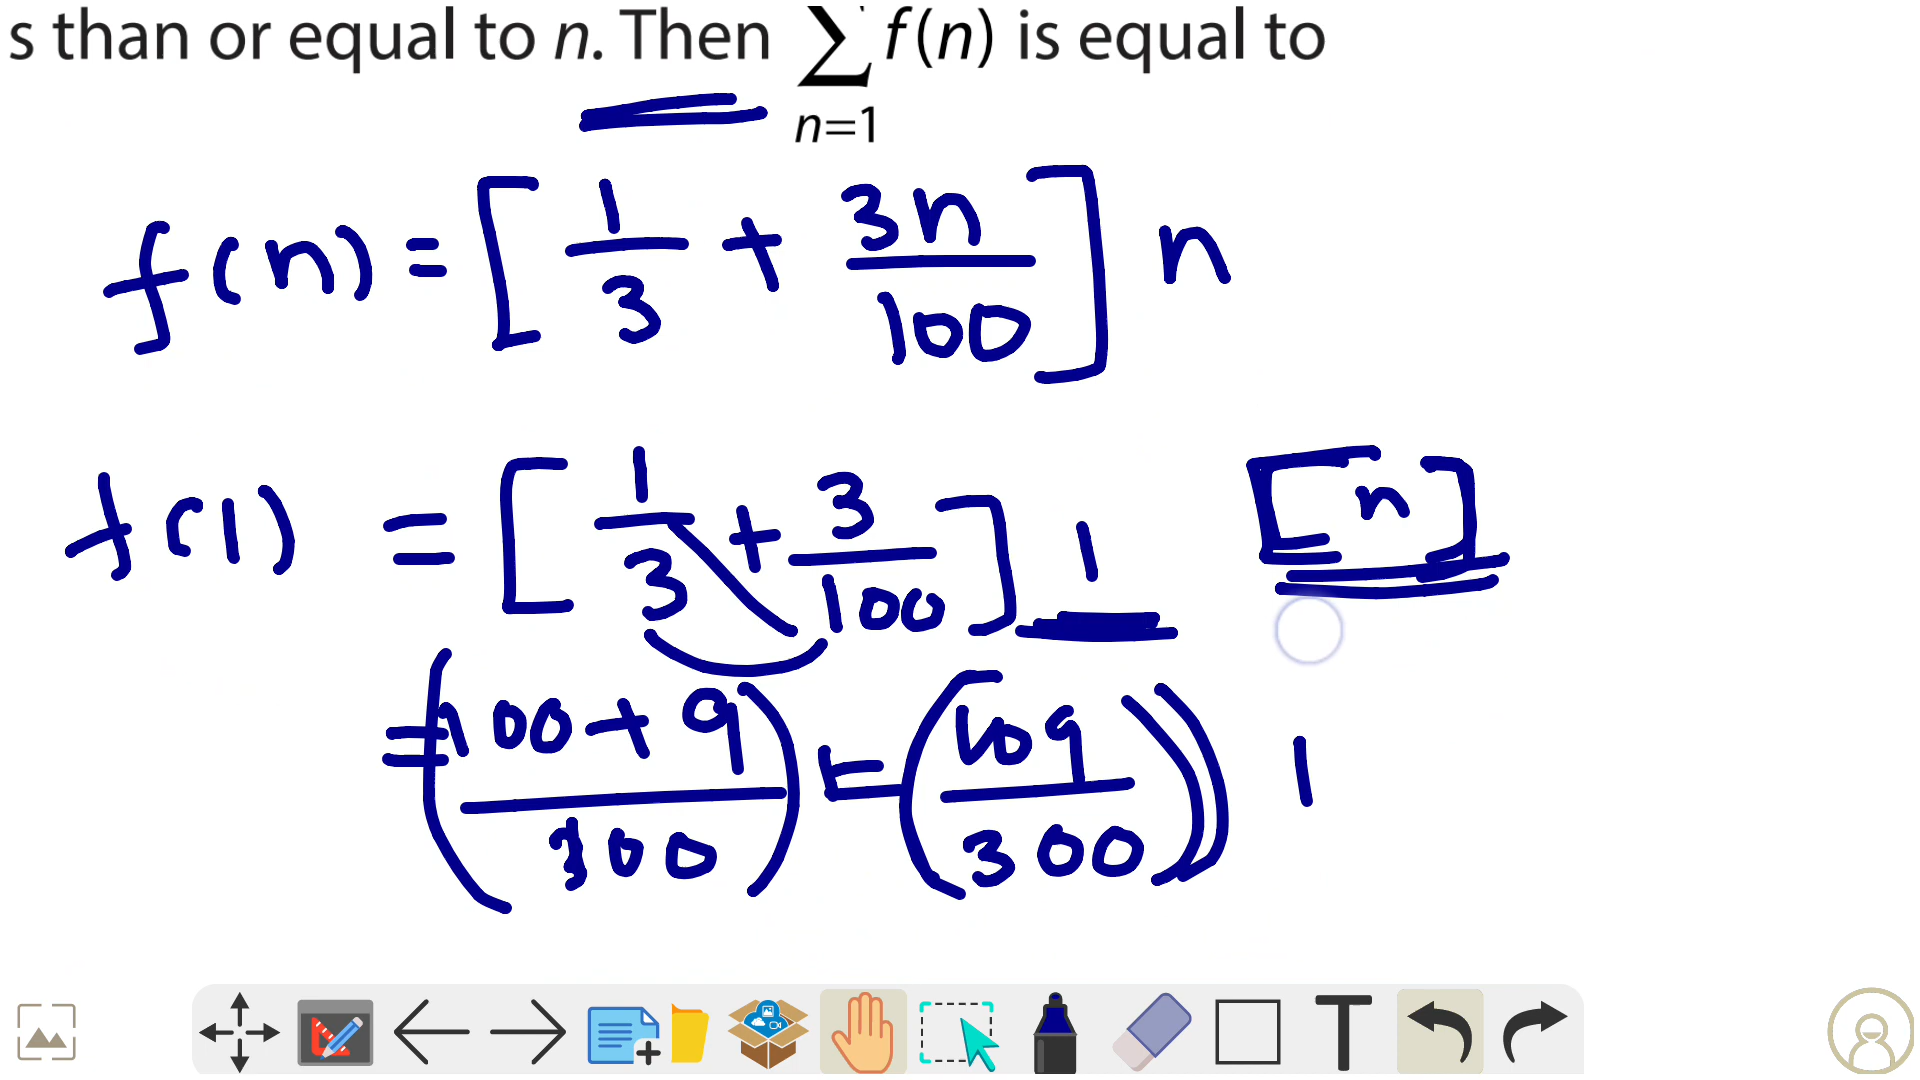 s than or equal to n. Then ∑ f(n) is equal to
n=1
f(n) = [ 1/3 + 3n/100 ] n
f(1) = [ 1/3 + 3/100 ] 1 [n]
= (100+9/300) = (109/300) 1
T